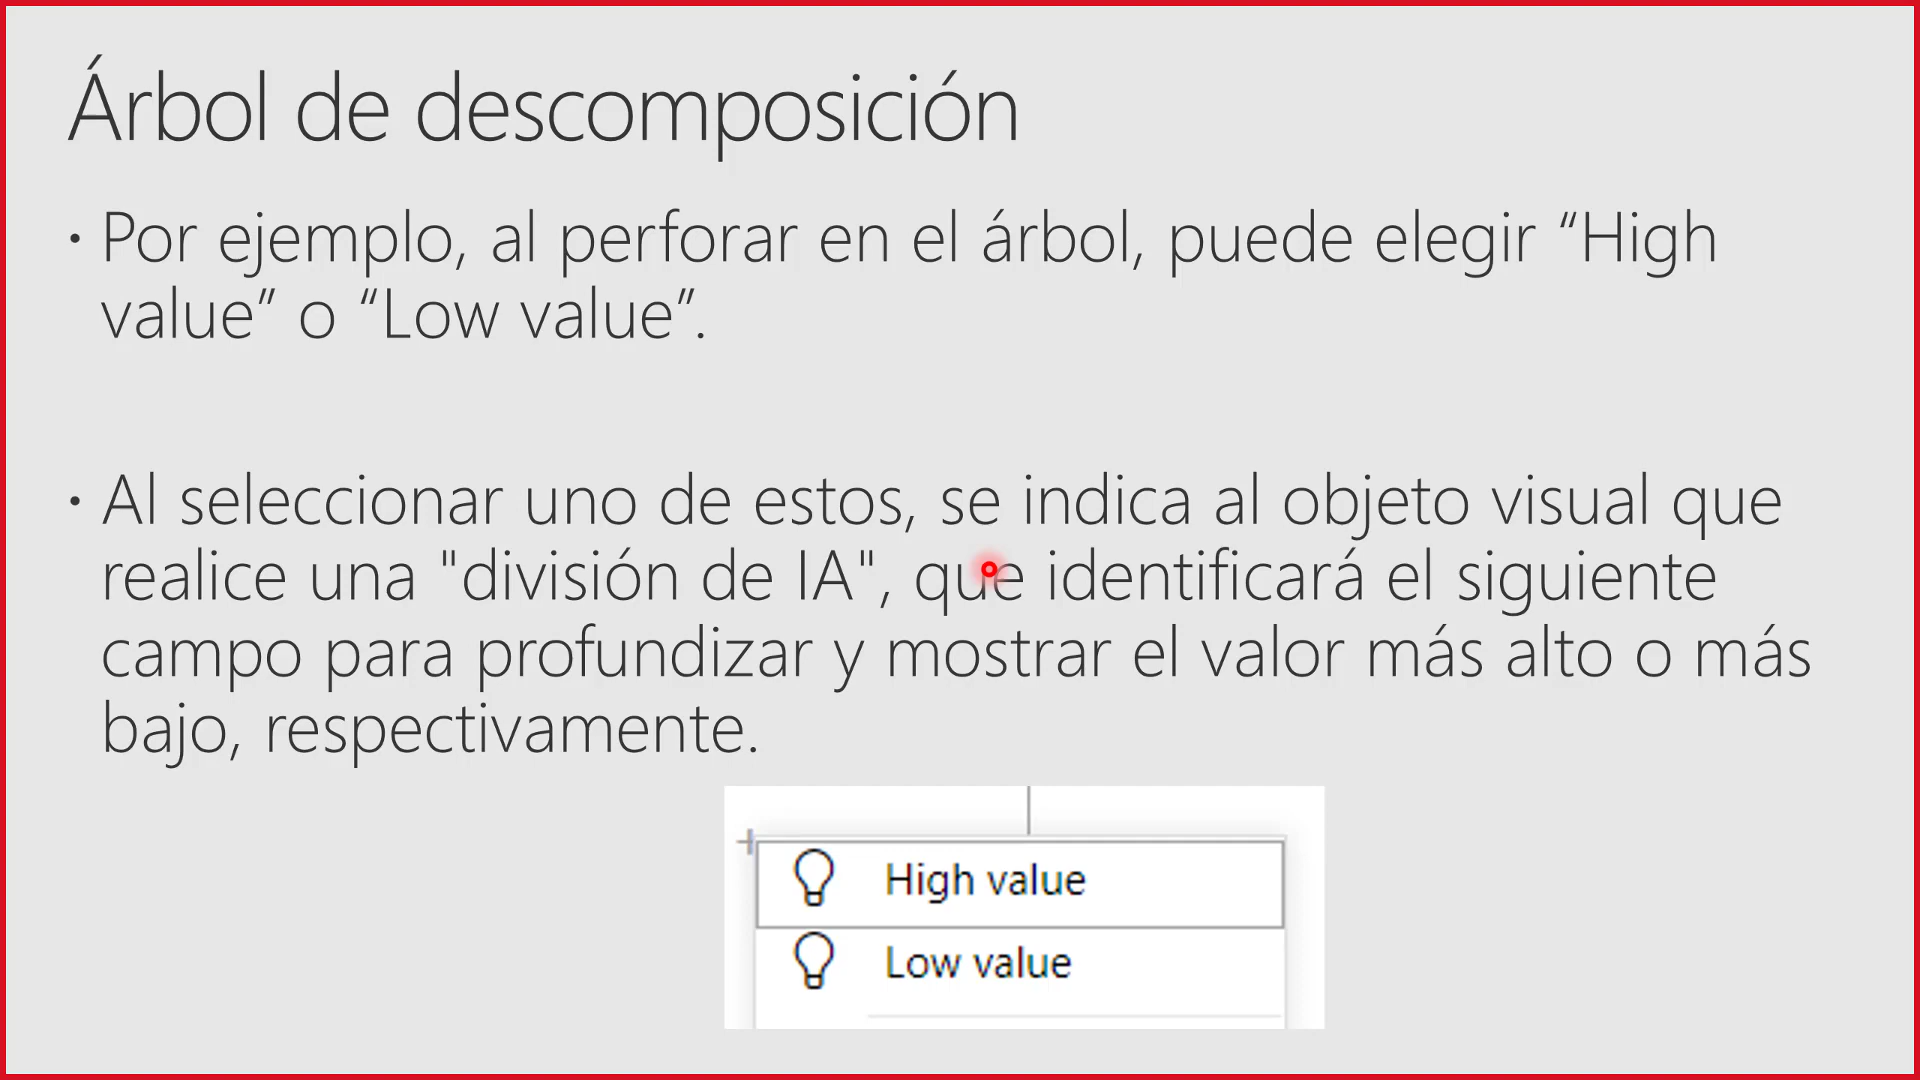 Árbol de descomposición
• Por ejemplo, al perforar en el árbol, puede elegir “High
value” o “Low value”.
• Al seleccionar uno de estos, se indica al objeto visual que
realice una "división de IA", que identificará el siguiente
campo para profundizar y mostrar el valor más alto o más
bajo, respectivamente.
High value
Low value